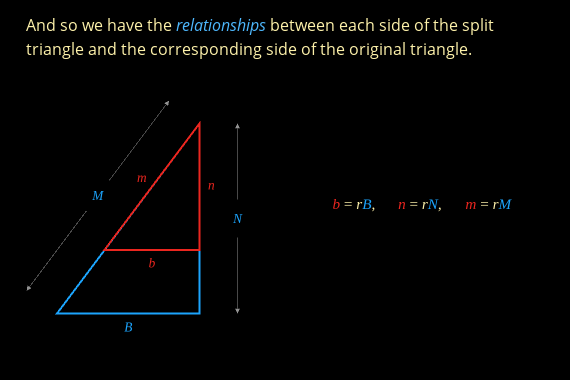 And so we have the relationships between each side of the split
triangle and the corresponding side of the original triangle.
m
n
M
b = rB, n = rN, m = rM
N
b
B